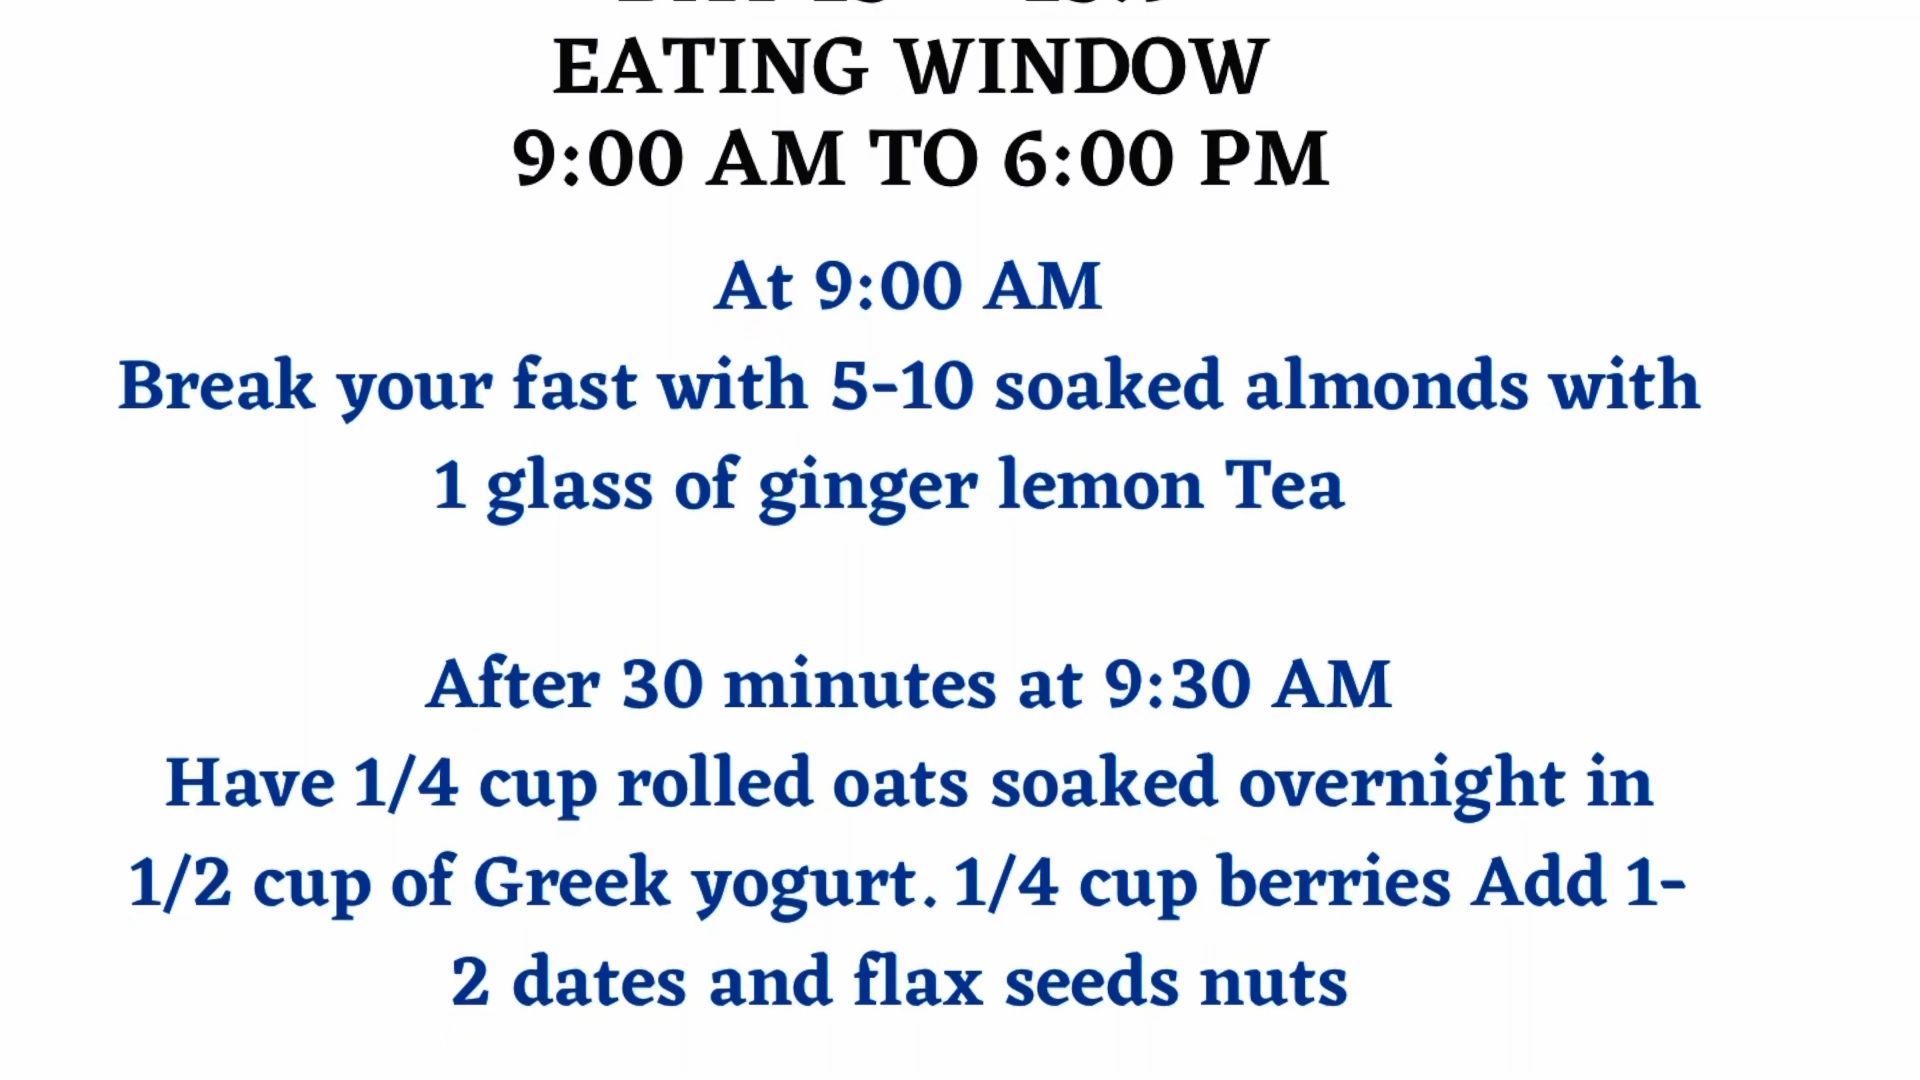 EATING WINDOW
9:00 AM TO 6:00 PM
At 9:00 AM
Break your fast with 5-10 soaked almonds with
1 glass of ginger lemon Tea
After 30 minutes at 9:30 AM
Have 1/4 cup rolled oats soaked overnight in
1/2 cup of Greek yogurt. 1/4 cup berries Add 1-
2 dates and flax seeds nuts